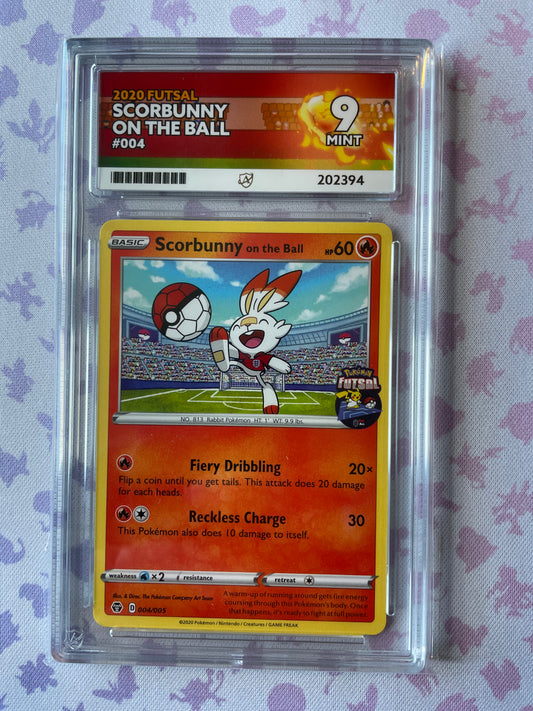 2020 FUTSAL
SCORBUNNY
ON THE BALL
#004
9
MINT
202394
BASIC
Scorbunny on the Ball
HP60
Pokémon
FUTSAL
NO. 813 Rabbit Pokémon HT: 1' WT: 9.9 lbs.
Fiery Dribbling 20×
Flip a coin until you get tails. This attack does 20 damage
for each heads.
Reckless Charge 30
This Pokémon also does 10 damage to itself.
weakness ×2 resistance retreat
Illus. & Direc. the Pokémon Company Art Team
D 004/005
A warm-up of running around gets fire energy
coursing through this Pokémon's body. Once
that happens, it's ready to fight at full power.
©2020 Pokémon / Nintendo / Creatures / GAME FREAK